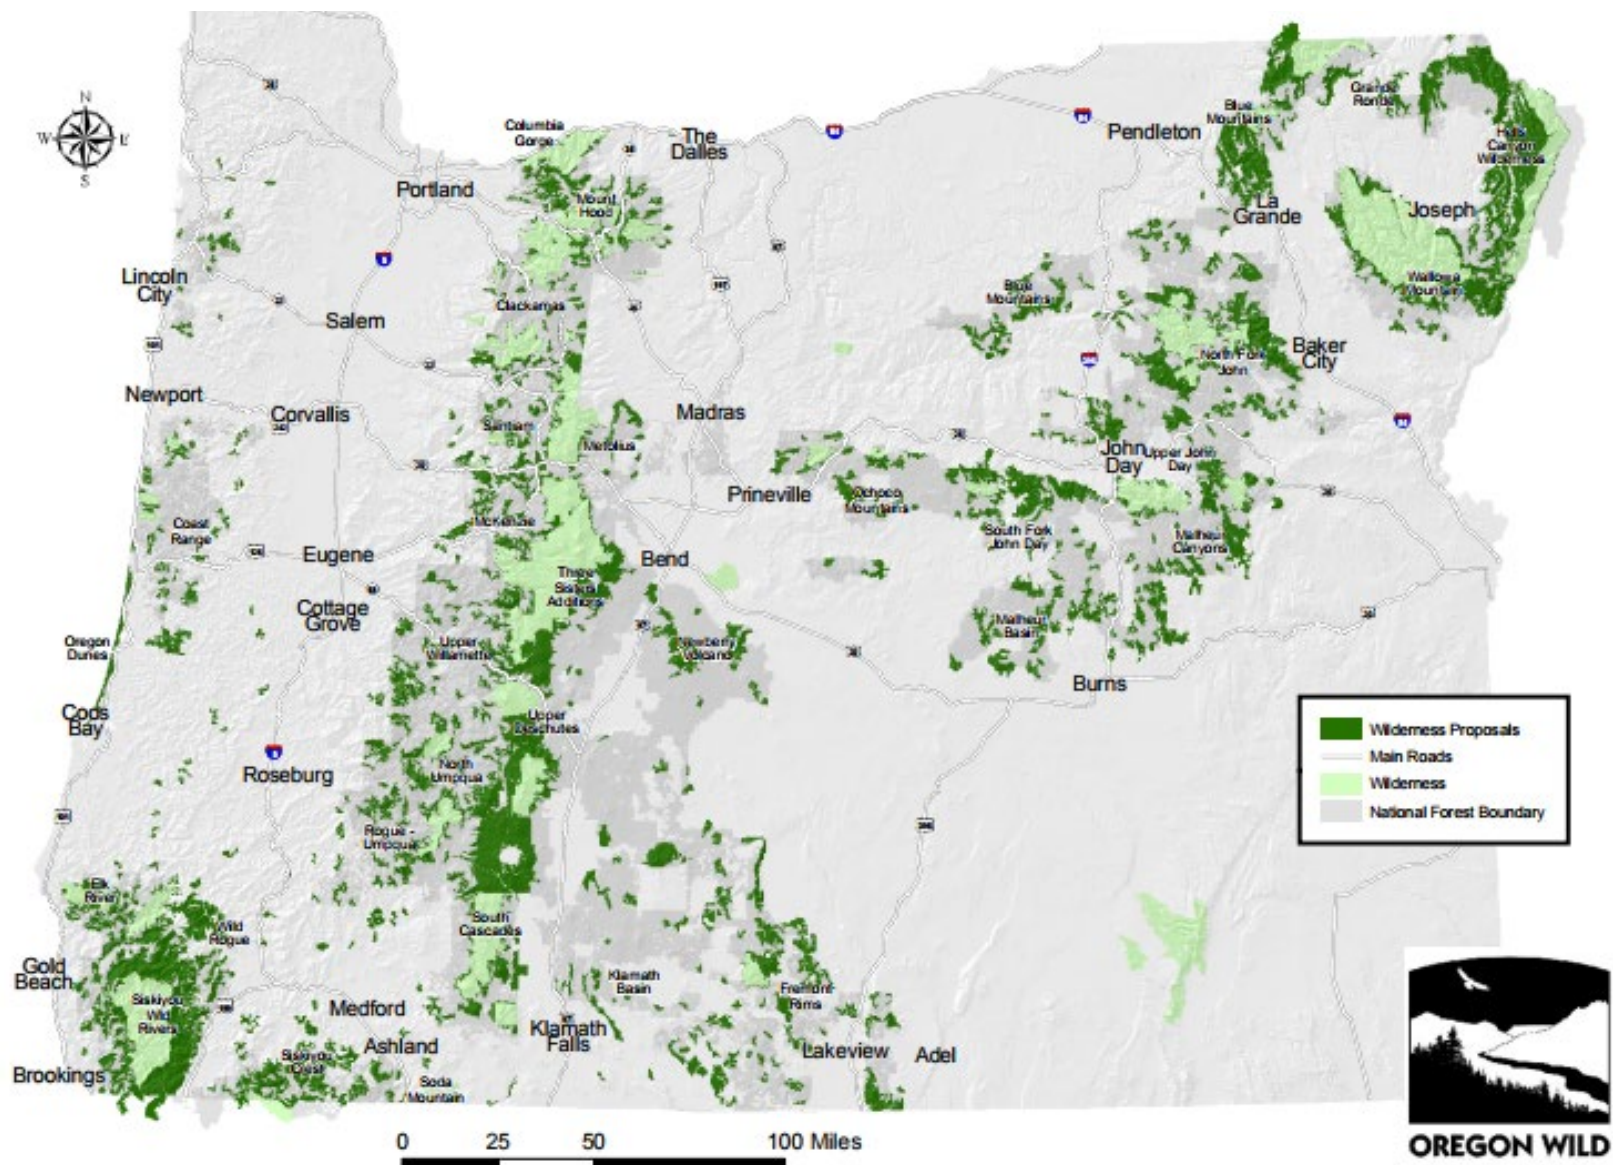 N
W
E
S
Columbia
Gorge
The
Dalles
Pendleton
Blue
Mountains
Grande
Ronde
Hells
Canyon
Wilderness
Portland
Mount
Hood
La
Grande
Joseph
Lincoln
City
Clackamas
Blue
Mountains
Wallowa
Mountain
Salem
North Fork
John
Baker
City
Newport
Corvallis
Santiam
Metolius
Madras
John
Day
Upper John
Day
Prineville
Ochoco
Mountains
Coast
Range
McKenzie
South Fork
John Day
Malheur
Canyons
Eugene
Bend
Three
Sisters
Additions
Cottage
Grove
Oregon
Dunes
Upper
Willamette
Newberry
Volcano
Malheur
Basin
Burns
Coos
Bay
Upper
Deschutes
Roseburg
North
Umpqua
Rogue -
Umpqua
Elk
River
Wild
Rogue
South
Cascades
Gold
Beach
Siskiyou
Wild
Rivers
Medford
Klamath
Basin
Fremont
Rims
Klamath
Falls
Ashland
Siskiyou
Crest
Lakeview
Adel
Brookings
Soda
Mountain
Wilderness Proposals
Main Roads
Wilderness
National Forest Boundary
0 25 50 100 Miles
OREGON WILD